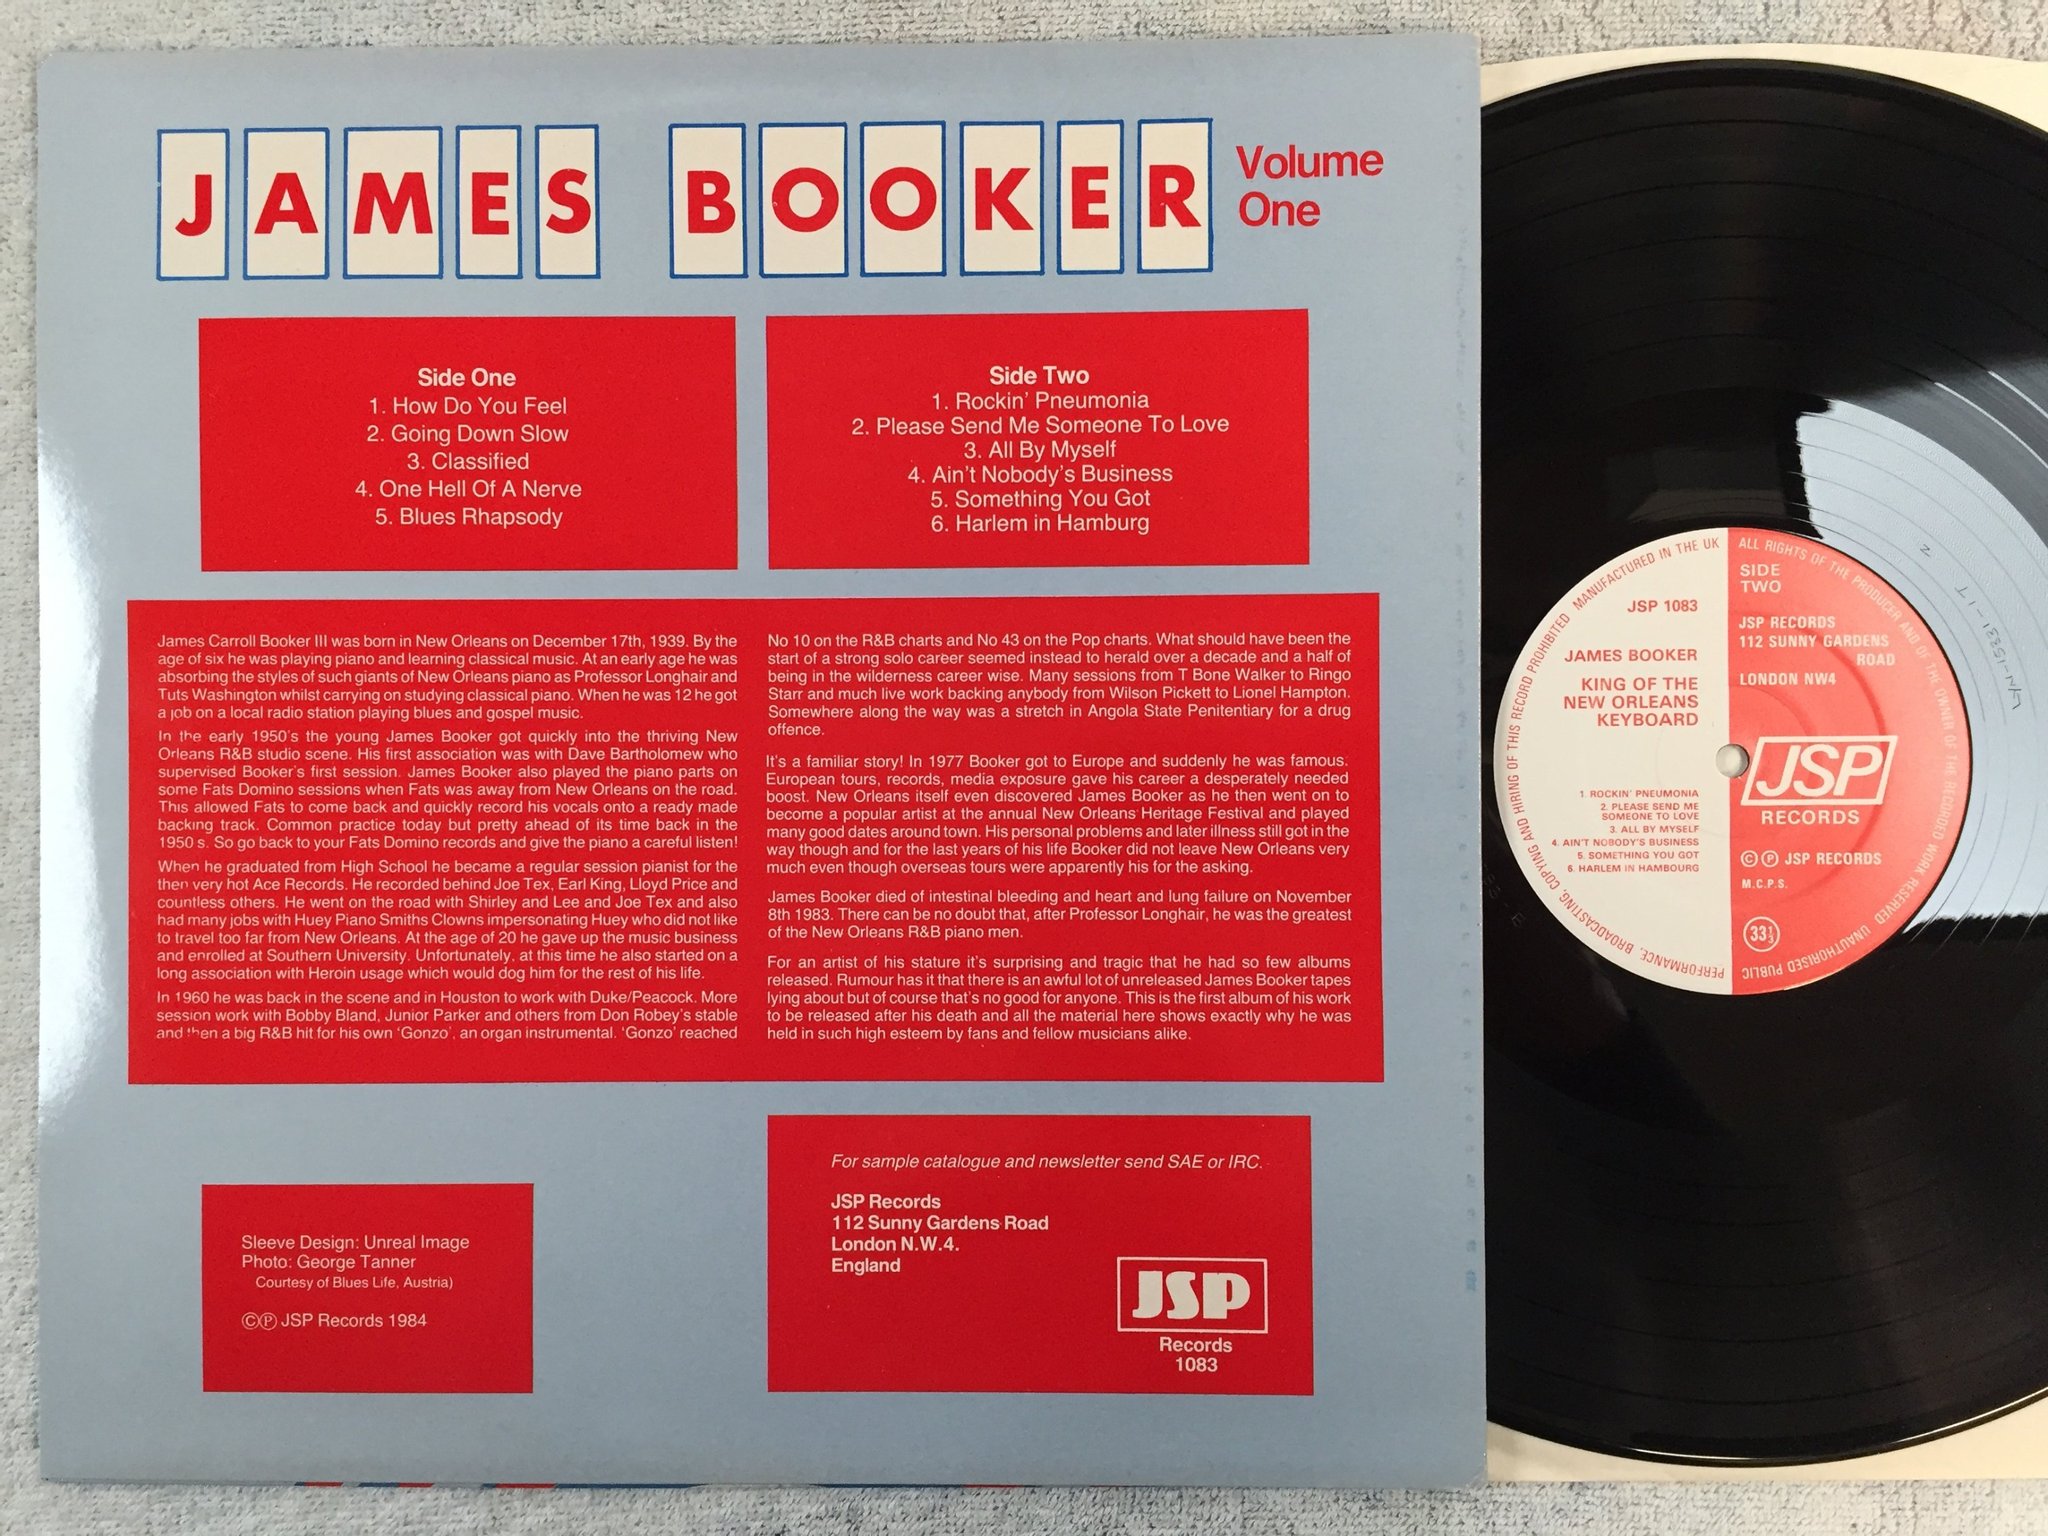 JAMES BOOKER
Volume
One
Side One
1. How Do You Feel
2. Going Down Slow
3. Classified
4. One Hell Of A Nerve
5. Blues Rhapsody
Side Two
1. Rockin' Pneumonia
2. Please Send Me Someone To Love
3. All By Myself
4. Ain't Nobody's Business
5. Something You Got
6. Harlem in Hamburg
James Carroll Booker III was born in New Orleans on December 17th, 1939. By the
age of six he was playing piano and learning classical music. At an early age he was
absorbing the styles of such giants of New Orleans piano as Professor Longhair and
Tuts Washington whilst carrying on studying classical piano. When he was 12 he got
a job on a local radio station playing blues and gospel music.
In the early 1950's the young James Booker got quickly into the thriving New
Orleans R&B studio scene. His first association was with Dave Bartholomew who
supervised Booker's first session. James Booker also played the piano parts on
some Fats Domino sessions when Fats was away from New Orleans on the road.
This allowed Fats to come back and quickly record his vocals onto a ready made
backing track. Common practice today but pretty ahead of its time back in the
1950's. So go back to your Fats Domino records and give the piano a careful listen!
When he graduated from High School he became a regular session pianist for the
then very hot Ace Records. He recorded behind Joe Tex, Earl King, Lloyd Price and
countless others. He went on the road with Shirley and Lee and Joe Tex and also
had many jobs with Huey Piano Smiths Clowns impersonating Huey who did not like
to travel too far from New Orleans. At the age of 20 he gave up the music business
and enrolled at Southern University. Unfortunately, at this time he also started on a
long association with Heroin usage which would dog him for the rest of his life.
In 1960 he was back in the scene and in Houston to work with Duke/Peacock. More
session work with Bobby Bland, Junior Parker and others from Don Robey's stable
and then a big R&B hit for his own 'Gonzo', an organ instrumental. 'Gonzo' reached
No 10 on the R&B charts and No 43 on the Pop charts. What should have been the
start of a strong solo career seemed instead to herald over a decade and a half of
being in the wilderness career wise. Many sessions from T Bone Walker to Ringo
Starr and much live work backing anybody from Wilson Pickett to Lionel Hampton.
Somewhere along the way was a stretch in Angola State Penitentiary for a drug
offence.
It's a familiar story! In 1977 Booker got to Europe and suddenly he was famous.
European tours, records, media exposure gave his career a desperately needed
boost. New Orleans itself even discovered James Booker as he then went on to
become a popular artist at the annual New Orleans Heritage Festival and played
many good dates around town. His personal problems and later illness still got in the
way though and for the last years of his life Booker did not leave New Orleans very
much even though overseas tours were apparently his for the asking.
James Booker died of intestinal bleeding and heart and lung failure on November
8th 1983. There can be no doubt that, after Professor Longhair, he was the greatest
of the New Orleans R&B piano men.
For an artist of his stature it's surprising and tragic that he had so few albums
released. Rumour has it that there is an awful lot of unreleased James Booker tapes
lying about but of course that's no good for anyone. This is the first album of his work
to be released after his death and all the material here shows exactly why he was
held in such high esteem by fans and fellow musicians alike.
Sleeve Design: Unreal Image
Photo: George Tanner
Courtesy of Blues Life, Austria)
©℗ JSP Records 1984
For sample catalogue and newsletter send SAE or IRC.
JSP Records
112 Sunny Gardens Road
London N.W.4.
England
JSP
Records
1083
MANUFACTURED IN THE UK
ALL RIGHTS OF THE PRODUCER AND OF THE OWNER OF THE RECORDED WORK RESERVED
UNAUTHORISED PUBLIC
PERFORMANCE, BROADCASTING, COPYING AND HIRING OF THIS RECORD PROHIBITED
JSP 1083
JAMES BOOKER
KING OF THE
NEW ORLEANS
KEYBOARD
1. ROCKIN' PNEUMONIA
2. PLEASE SEND ME
SOMEONE TO LOVE
3. ALL BY MYSELF
4. AIN'T NOBODY'S BUSINESS
5. SOMETHING YOU GOT
6. HARLEM IN HAMBOURG
SIDE
TWO
JSP RECORDS
112 SUNNY GARDENS
ROAD
LONDON NW4
JSP
RECORDS
©℗ JSP RECORDS
M.C.P.S.
33⅓